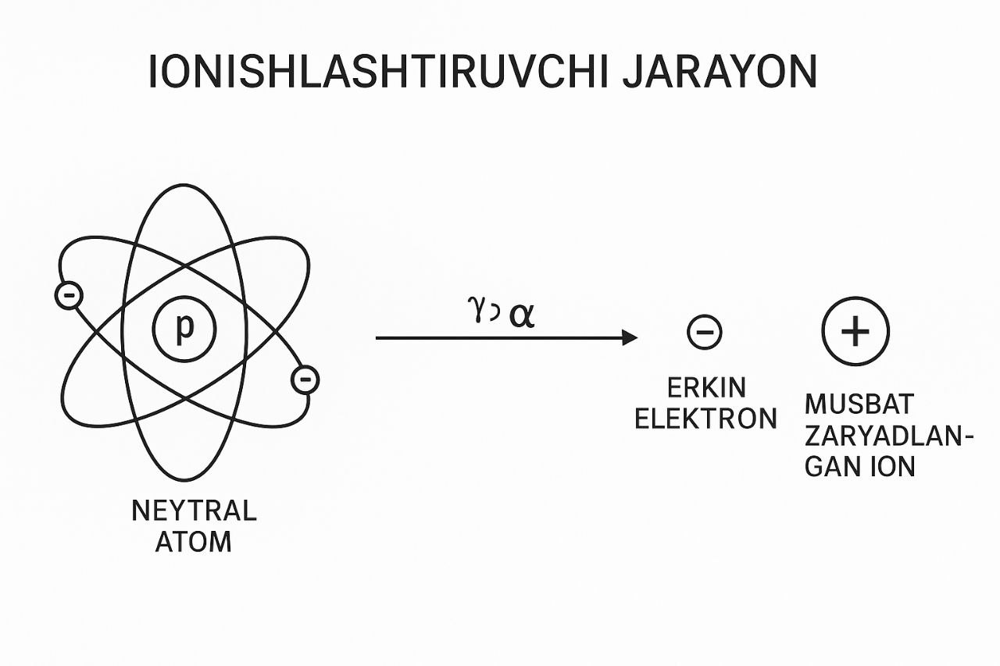 IONISHLASHTIRUVCHI JARAYON
−
p
−
γ, α
−
+
ERKIN
ELEKTRON
MUSBAT
ZARYADLAN-
GAN ION
NEYTRAL
ATOM